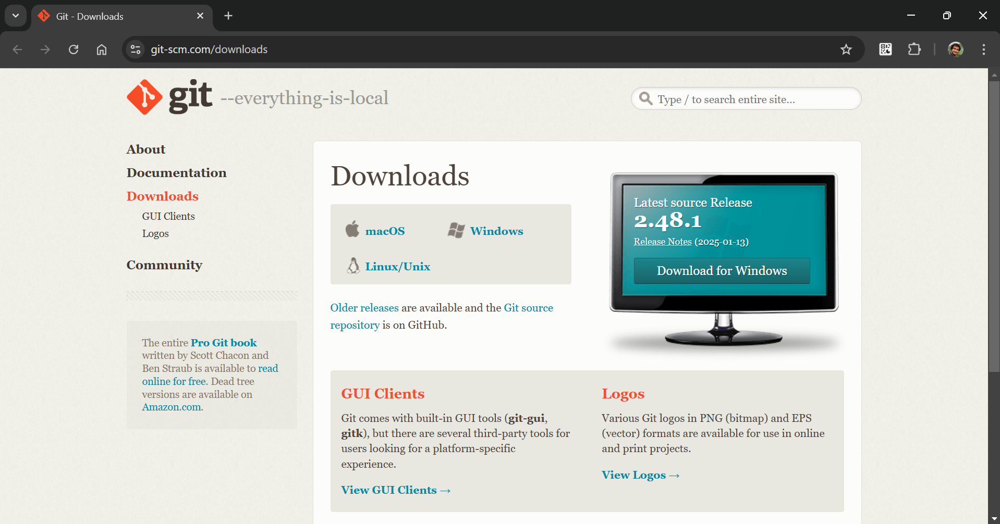 Git - Downloads
git-scm.com/downloads
git --everything-is-local
Type / to search entire site...
About
Documentation
Downloads
GUI Clients
Logos
Community
The entire Pro Git book
written by Scott Chacon and
Ben Straub is available to read
online for free. Dead tree
versions are available on
Amazon.com.
Downloads
macOS
Windows
Linux/Unix
Older releases are available and the Git source
repository is on GitHub.
Latest source Release
2.48.1
Release Notes (2025-01-13)
Download for Windows
GUI Clients
Git comes with built-in GUI tools (git-gui,
gitk), but there are several third-party tools for
users looking for a platform-specific
experience.
View GUI Clients →
Logos
Various Git logos in PNG (bitmap) and EPS
(vector) formats are available for use in online
and print projects.
View Logos →